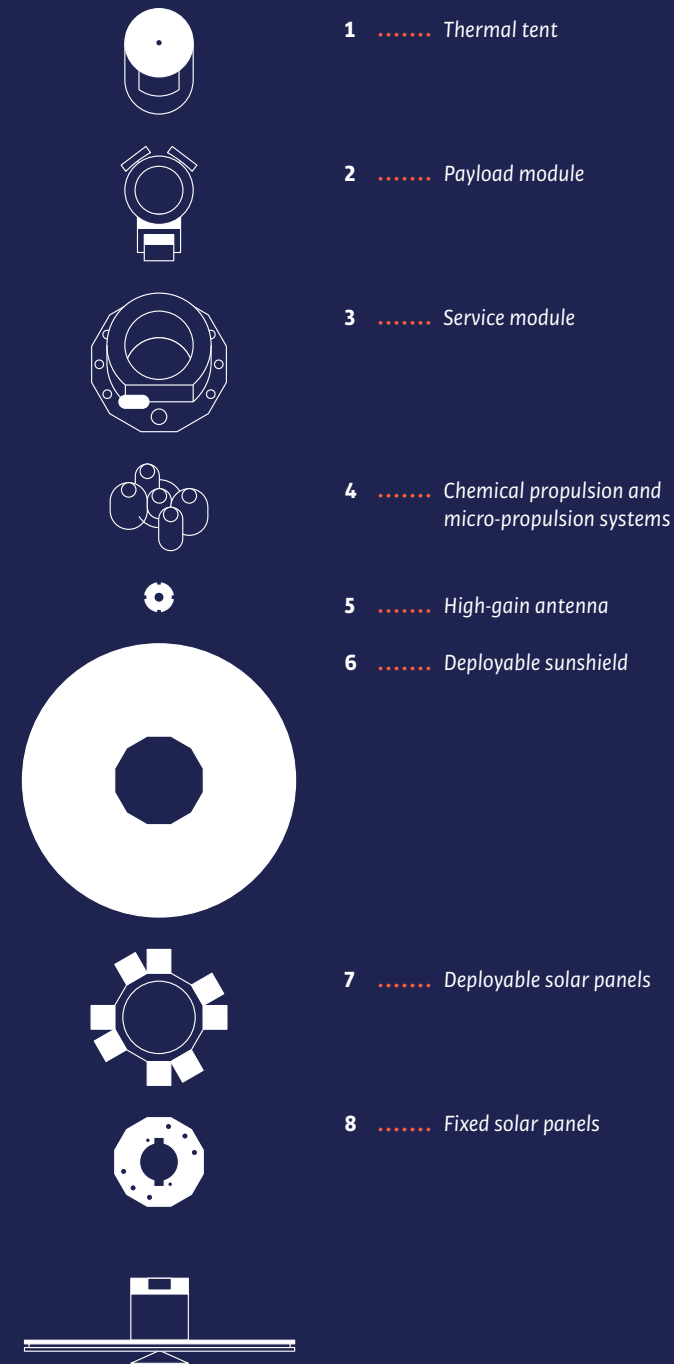 1 ....... Thermal tent
2 ....... Payload module
3 ....... Service module
4 ....... Chemical propulsion and
micro-propulsion systems
5 ....... High-gain antenna
6 ....... Deployable sunshield
7 ....... Deployable solar panels
8 ....... Fixed solar panels